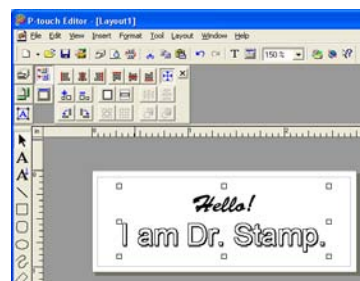 P-touch Editor - [Layout1]
File Edit View Insert Format Tool Layout Window Help
T 150 %
A
A
A
Hello!
I am Dr. Stamp.